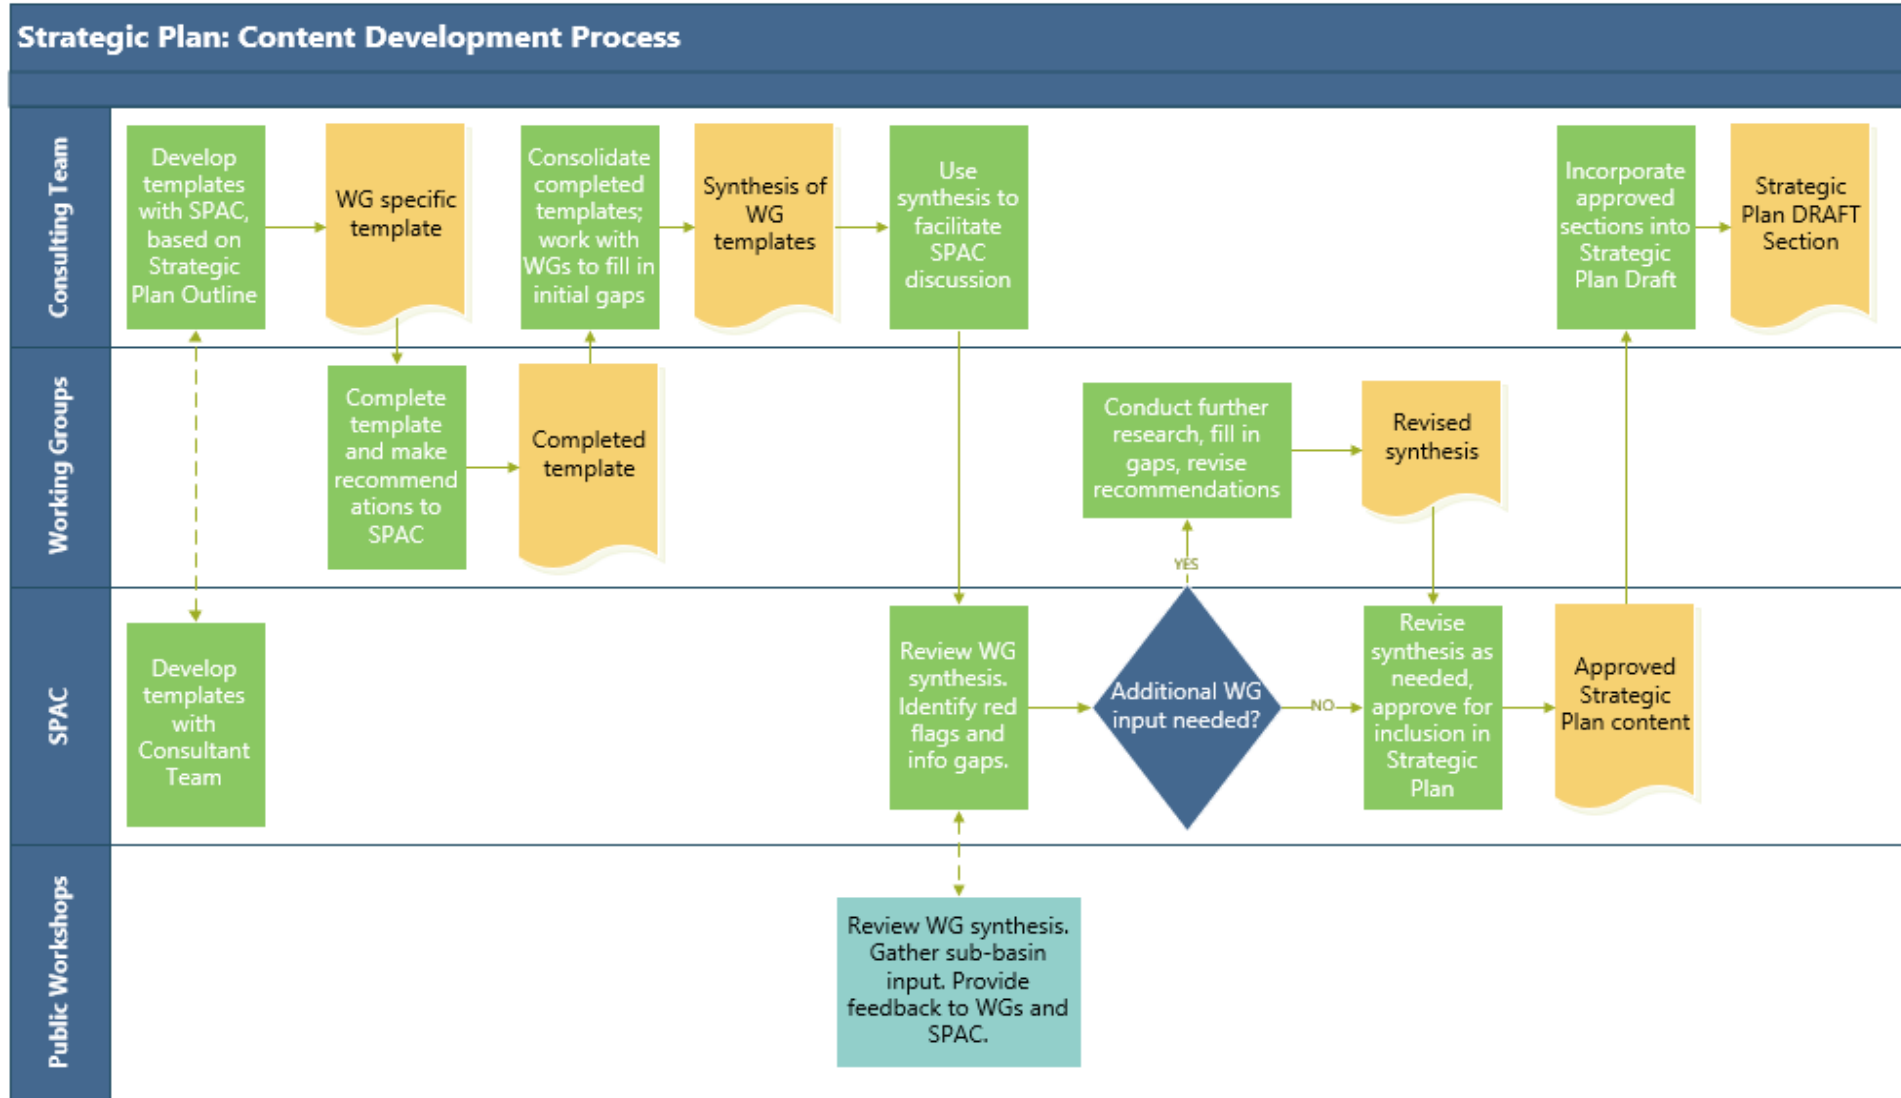 Strategic Plan: Content Development Process
Consulting Team
Develop
templates
with SPAC,
based on
Strategic
Plan Outline
WG specific
template
Consolidate
completed
templates;
work with
WGs to fill in
initial gaps
Synthesis of
WG
templates
Use
synthesis to
facilitate
SPAC
discussion
Incorporate
approved
sections into
Strategic
Plan Draft
Strategic
Plan DRAFT
Section
Working Groups
Complete
template
and make
recommend
ations to
SPAC
Completed
template
Conduct further
research, fill in
gaps, revise
recommendations
Revised
synthesis
YES
SPAC
Develop
templates
with
Consultant
Team
Review WG
synthesis.
Identify red
flags and
info gaps.
Additional WG
input needed?
NO
Revise
synthesis as
needed,
approve for
inclusion in
Strategic
Plan
Approved
Strategic
Plan content
Public Workshops
Review WG synthesis.
Gather sub-basin
input. Provide
feedback to WGs and
SPAC.